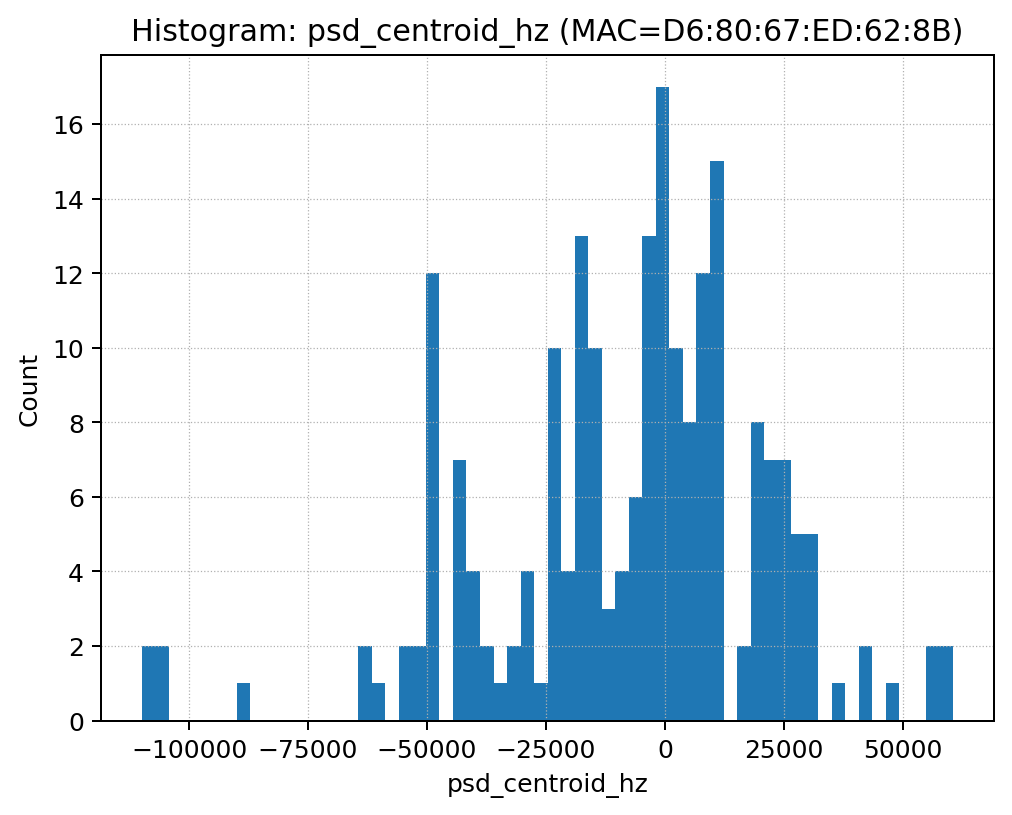 Histogram: psd_centroid_hz (MAC=D6:80:67:ED:62:8B)
16
14
12
10
8
6
4
2
0
Count
−100000 −75000 −50000 −25000 0 25000 50000
psd_centroid_hz